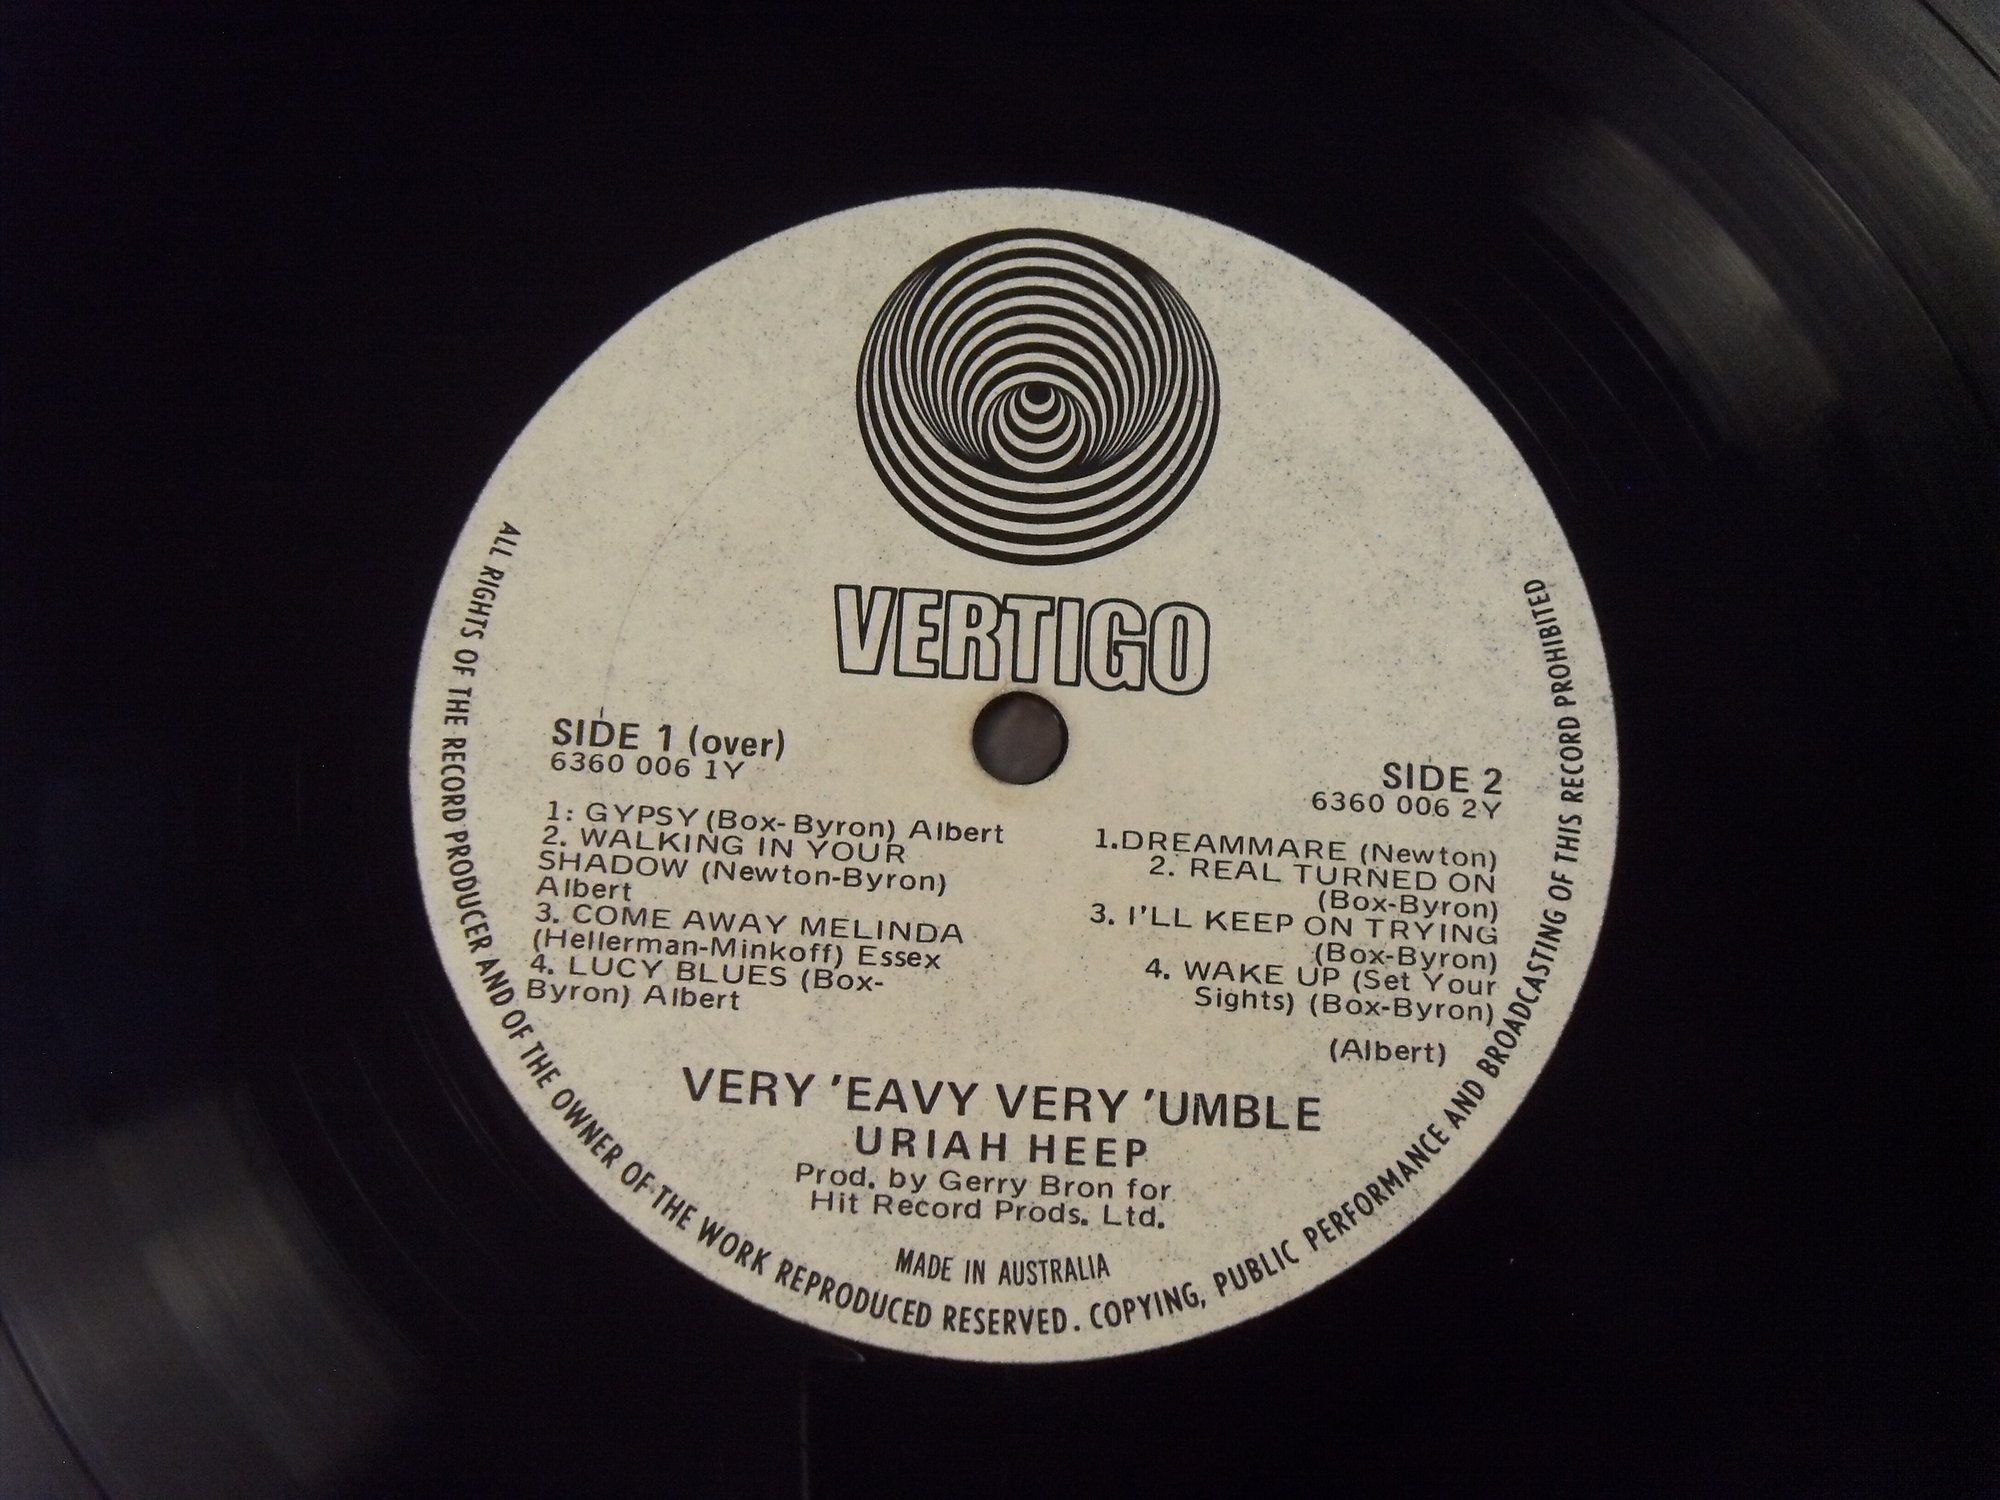 VERTIGO
SIDE 1 (over)
6360 006 1Y
1: GYPSY (Box-Byron) Albert
2. WALKING IN YOUR
SHADOW (Newton-Byron)
Albert
3. COME AWAY MELINDA
(Hellerman-Minkoff) Essex
4. LUCY BLUES (Box-
Byron) Albert
SIDE 2
6360 006 2Y
1.DREAMMARE (Newton)
2. REAL TURNED ON
(Box-Byron)
3. I'LL KEEP ON TRYING
(Box-Byron)
4. WAKE UP (Set Your
Sights) (Box-Byron)
(Albert)
VERY 'EAVY VERY 'UMBLE
URIAH HEEP
Prod. by Gerry Bron for
Hit Record Prods. Ltd.
MADE IN AUSTRALIA
ALL RIGHTS OF THE RECORD PRODUCER AND OF THE OWNER OF THE WORK REPRODUCED RESERVED. COPYING, PUBLIC PERFORMANCE AND BROADCASTING OF THIS RECORD PROHIBITED